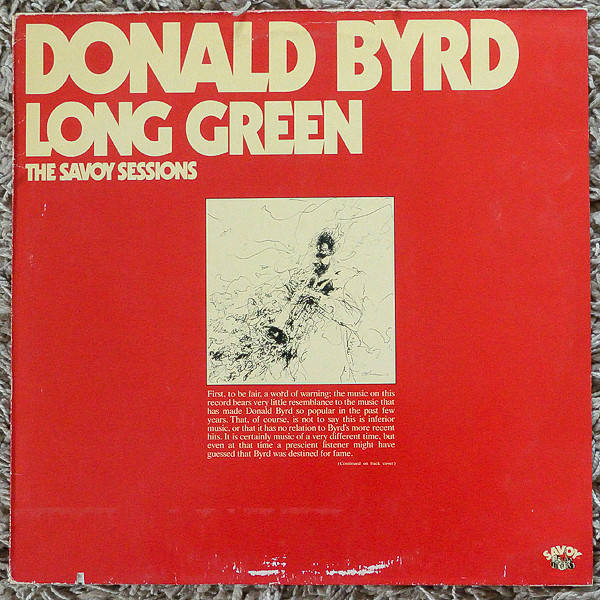 DONALD BYRD
LONG GREEN
THE SAVOY SESSIONS
First, to be fair, a word of warning; the music on this
record bears very little resemblance to the music that
has made Donald Byrd so popular in the past few
years. That, of course, is not to say this is inferior
music, or that it has no relation to Byrd's more recent
hits. It is certainly music of a very different time, but
even at that time a prescient listener might have
guessed that Byrd was destined for fame.
(Continued on back cover)
SAVOY